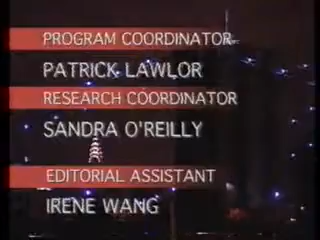 PROGRAM COORDINATOR
PATRICK LAWLOR
RESEARCH COORDINATOR
SANDRA O'REILLY
EDITORIAL ASSISTANT
IRENE WANG